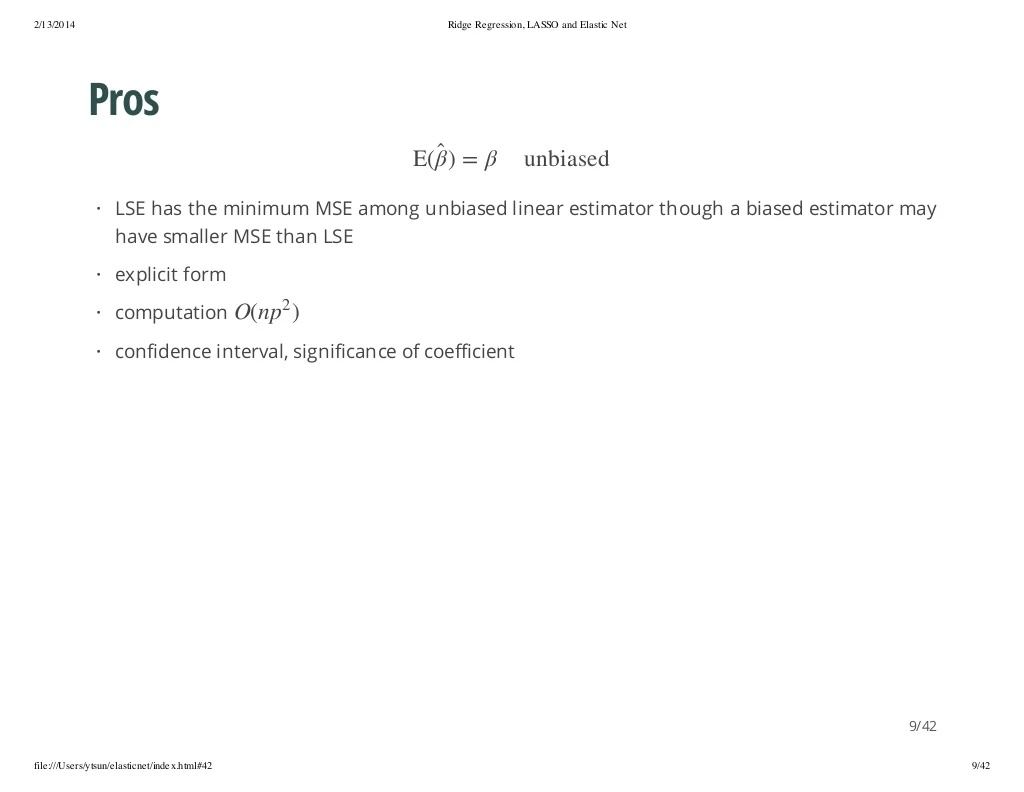 2/13/2014
Ridge Regression, LASSO and Elastic Net
Pros
E(β̂) = β unbiased
· LSE has the minimum MSE among unbiased linear estimator though a biased estimator may
have smaller MSE than LSE
· explicit form
· computation O(np²)
· confidence interval, significance of coefficient
9/42
file:///Users/ytsun/elasticnet/index.html#42
9/42